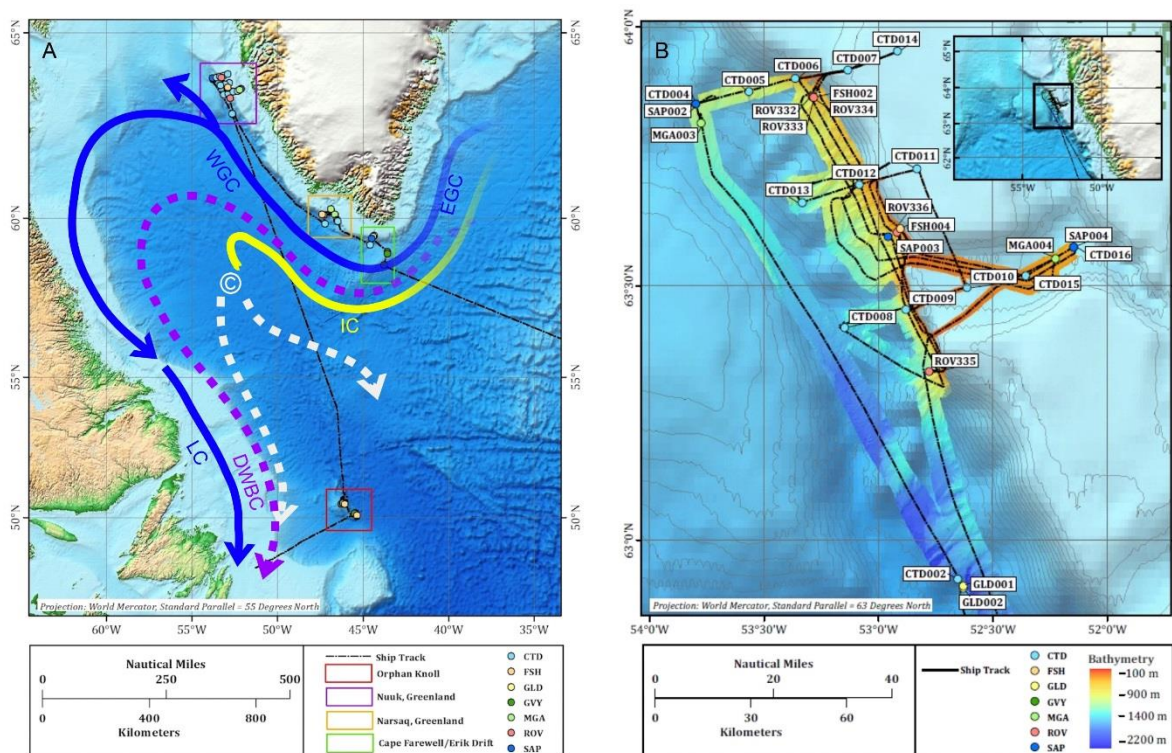 A
65°N
60°N
55°N
50°N
60°W
55°W
50°W
45°W
40°W
35°W
WGC
EGC
IC
©
LC
DWBC
Projection: World Mercator, Standard Parallel = 55 Degrees North
Nautical Miles
0 250 500
0 400 800
Kilometers
Ship Track
Orphan Knoll
Nuuk, Greenland
Narsaq, Greenland
Cape Farewell/Erik Drift
CTD
FSH
GLD
GVY
MGA
ROV
SAP
B
64°0'N
63°30'N
63°0'N
54°0'W
53°30'W
53°0'W
52°30'W
52°0'W
CTD014
CTD007
CTD006
CTD005
CTD004
SAP002
MGA003
FSH002
ROV332
ROV334
ROV333
CTD011
CTD012
CTD013
ROV336
FSH004
SAP003
MGA004
SAP004
CTD016
CTD010
CTD015
CTD009
CTD008
ROV335
CTD002
GLD001
GLD002
65°N
64°N
63°N
62°N
55°W
50°W
Projection: World Mercator, Standard Parallel = 63 Degrees North
Nautical Miles
0 20 40
0 30 60
Kilometers
Ship Track
CTD
FSH
GLD
GVY
MGA
ROV
SAP
Bathymetry
-100 m
-900 m
-1400 m
-2200 m